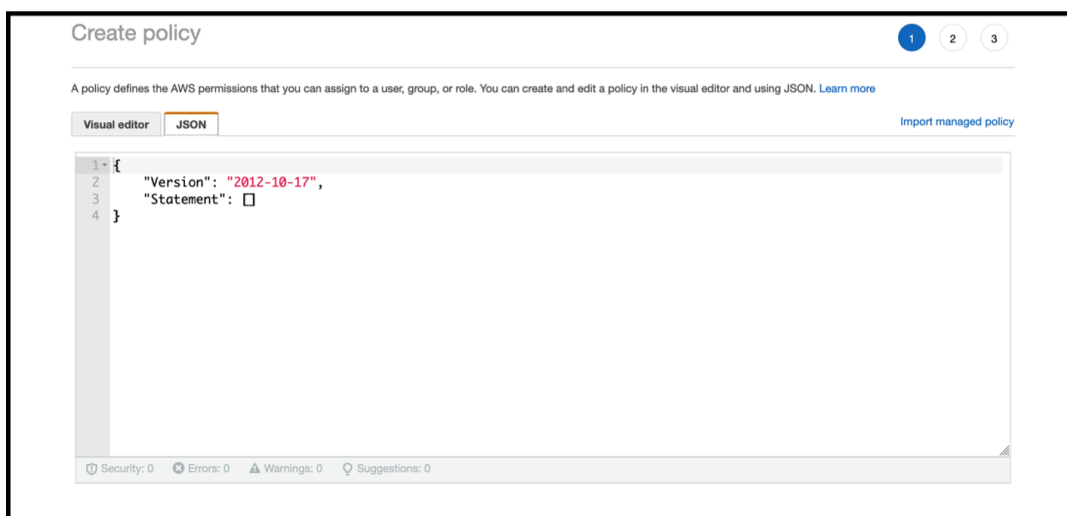 Create policy
1 2 3
A policy defines the AWS permissions that you can assign to a user, group, or role. You can create and edit a policy in the visual editor and using JSON. Learn more
Visual editor JSON Import managed policy
1 {
2 "Version": "2012-10-17",
3 "Statement": []
4 }
Security: 0 Errors: 0 Warnings: 0 Suggestions: 0